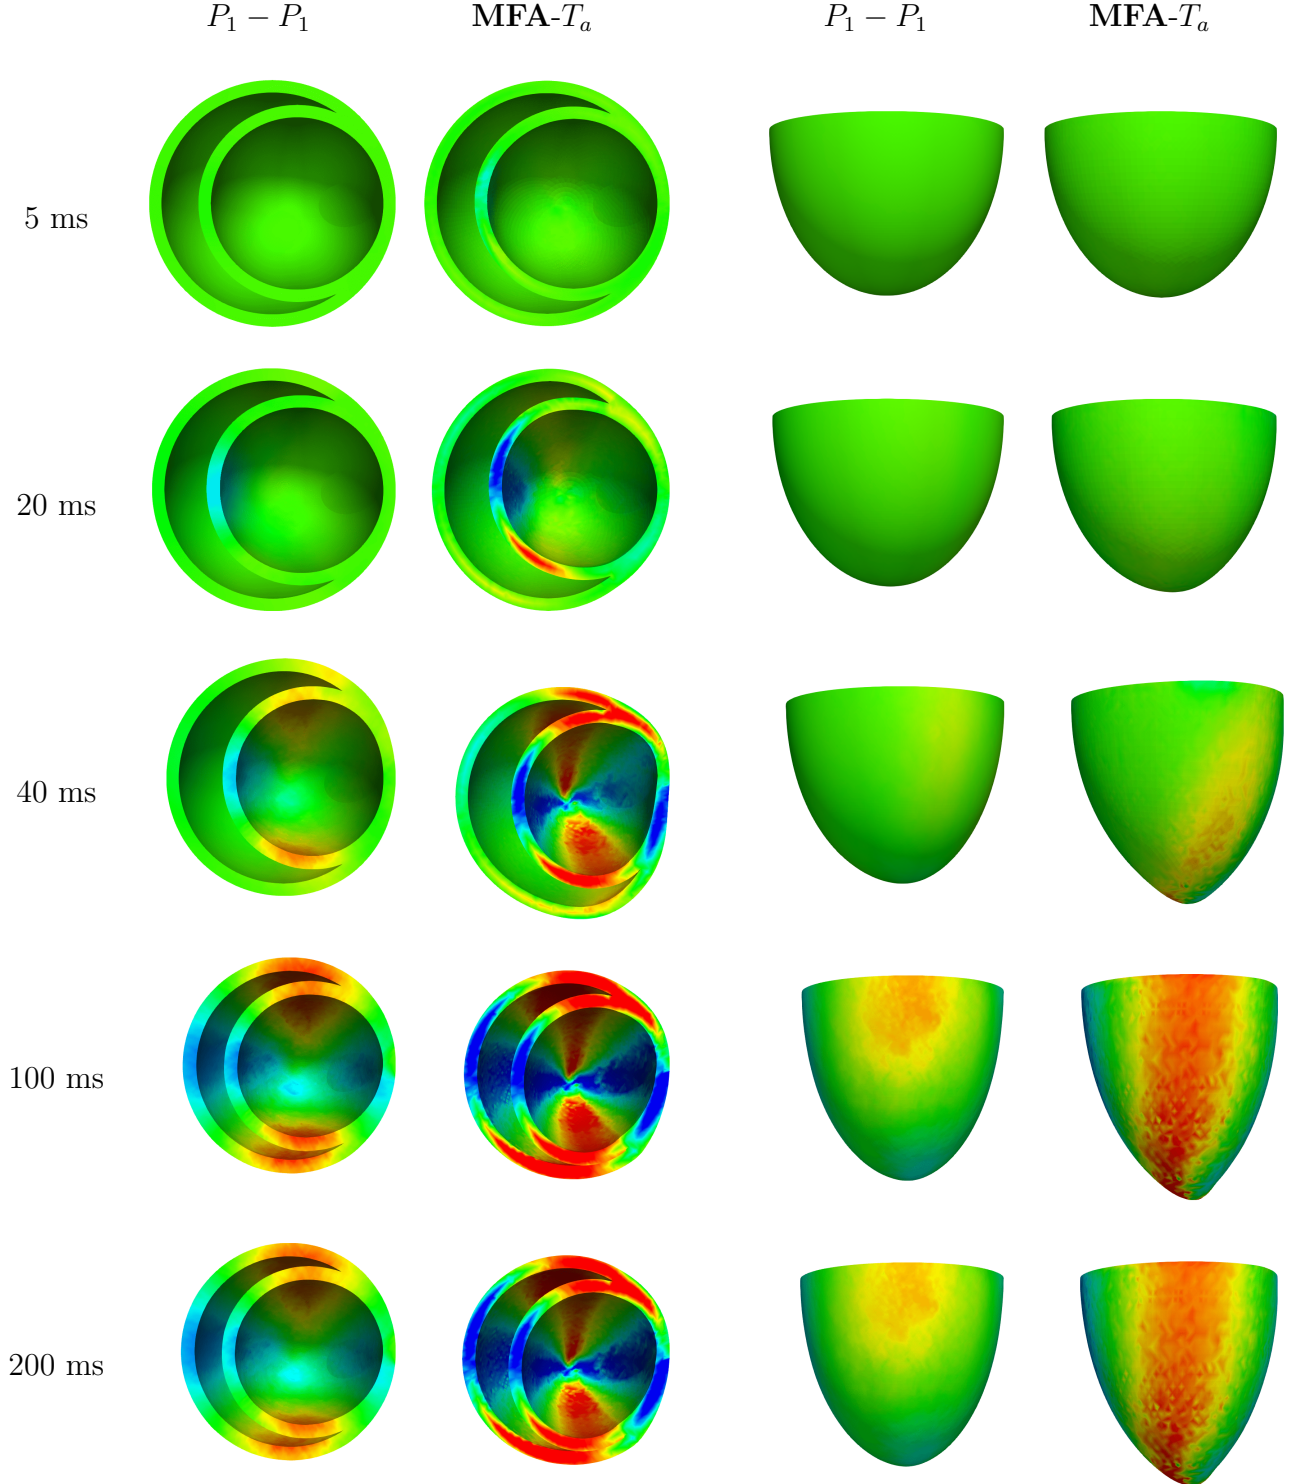 P₁ − P₁ MFA-Tₐ P₁ − P₁ MFA-Tₐ
5 ms
20 ms
40 ms
100 ms
200 ms